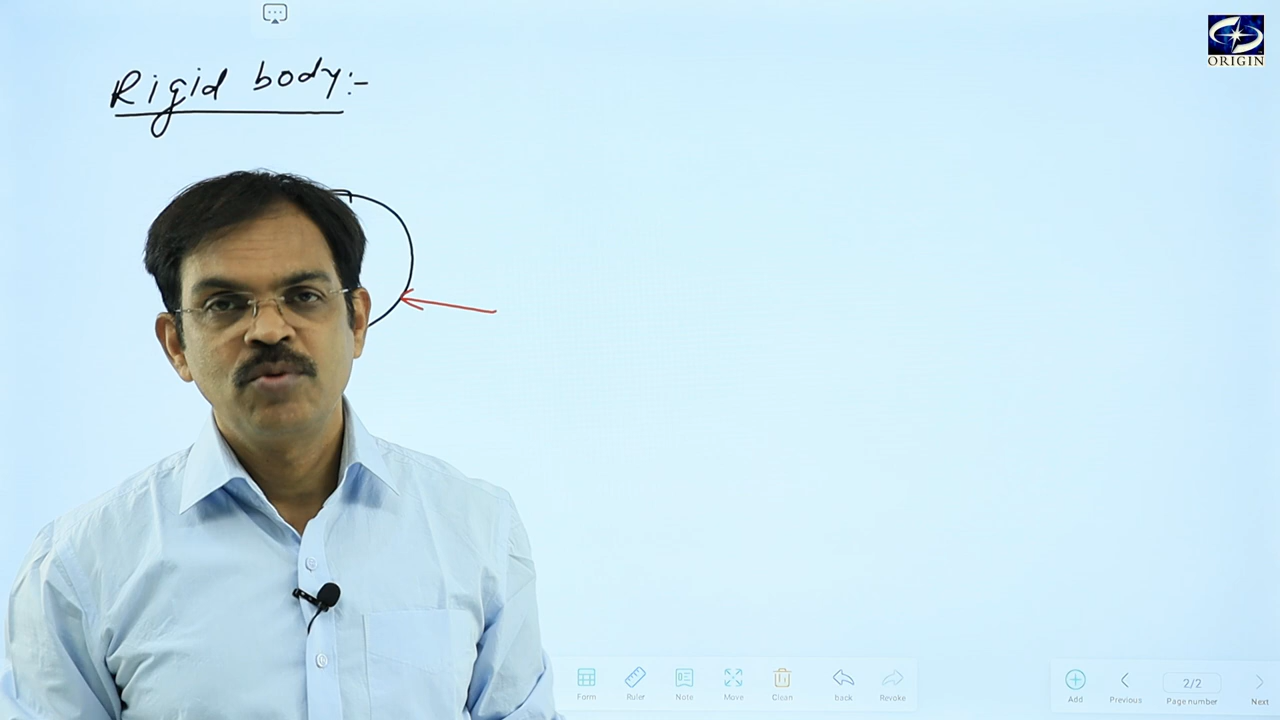 Rigid body:-
ORIGIN
Form
Ruler
Note
Move
Clean
back
Revoke
Add
Previous
2/2
Page number
Next